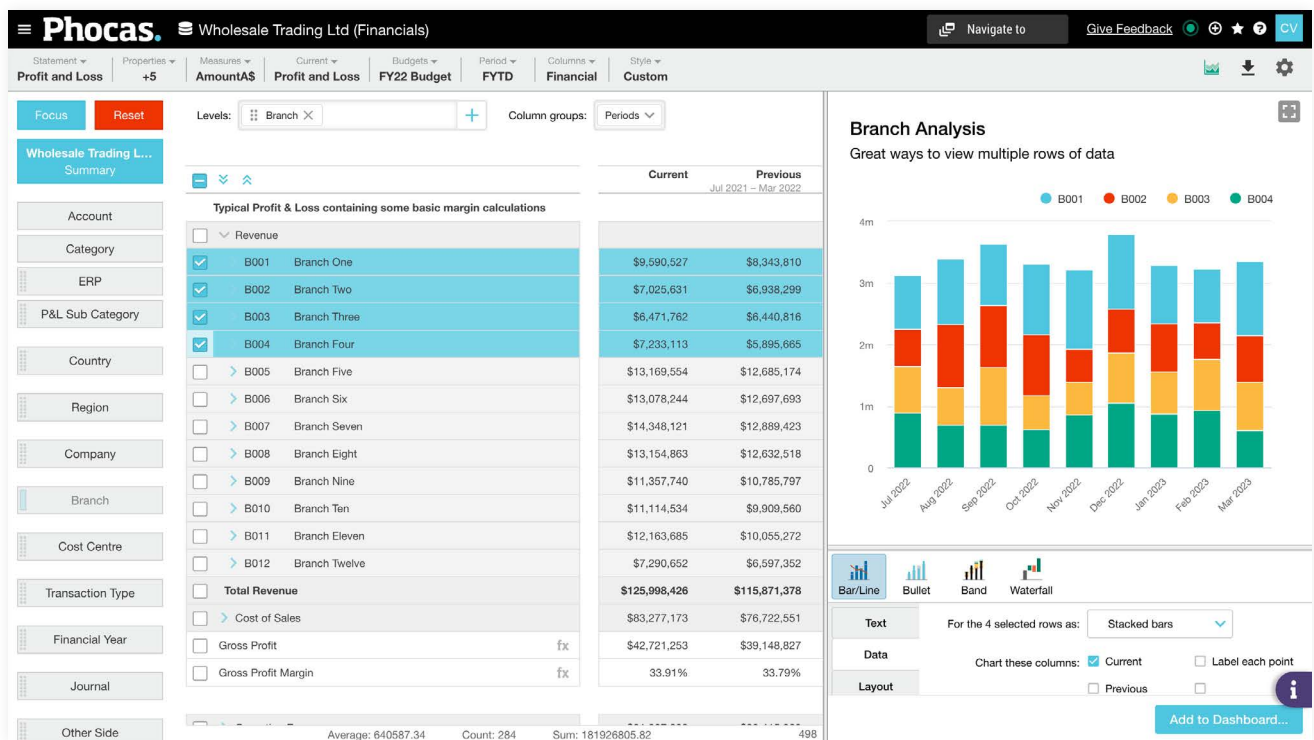 Phocas.
Wholesale Trading Ltd (Financials)
Navigate to
Give Feedback
CV
Statement
Profit and Loss
Properties
+5
Measures
AmountA$
Current
Profit and Loss
Budgets
FY22 Budget
Period
FYTD
Columns
Financial
Style
Custom
Focus
Reset
Wholesale Trading L...
Summary
Account
Category
ERP
P&L Sub Category
Country
Region
Company
Branch
Cost Centre
Transaction Type
Financial Year
Journal
Other Side
Levels: Branch
Column groups: Periods
Current Previous
Jul 2021 – Mar 2022
Typical Profit & Loss containing some basic margin calculations
Revenue
B001 Branch One $9,590,527 $8,343,810
B002 Branch Two $7,025,631 $6,938,299
B003 Branch Three $6,471,762 $6,440,816
B004 Branch Four $7,233,113 $5,895,665
B005 Branch Five $13,169,554 $12,685,174
B006 Branch Six $13,078,244 $12,697,693
B007 Branch Seven $14,348,121 $12,889,423
B008 Branch Eight $13,154,863 $12,632,518
B009 Branch Nine $11,357,740 $10,785,797
B010 Branch Ten $11,114,534 $9,909,560
B011 Branch Eleven $12,163,685 $10,055,272
B012 Branch Twelve $7,290,652 $6,597,352
Total Revenue $125,998,426 $115,871,378
Cost of Sales $83,277,173 $76,722,551
Gross Profit fx $42,721,253 $39,148,827
Gross Profit Margin fx 33.91% 33.79%
Average: 640587.34 Count: 284 Sum: 181926805.82 498
Branch Analysis
Great ways to view multiple rows of data
B001 B002 B003 B004
4m
3m
2m
1m
0
Jul 2022 Aug 2022 Sep 2022 Oct 2022 Nov 2022 Dec 2022 Jan 2023 Feb 2023 Mar 2023
Bar/Line Bullet Band Waterfall
Text
Data
Layout
For the 4 selected rows as: Stacked bars
Chart these columns: Current Label each point
Previous
i
Add to Dashboard...